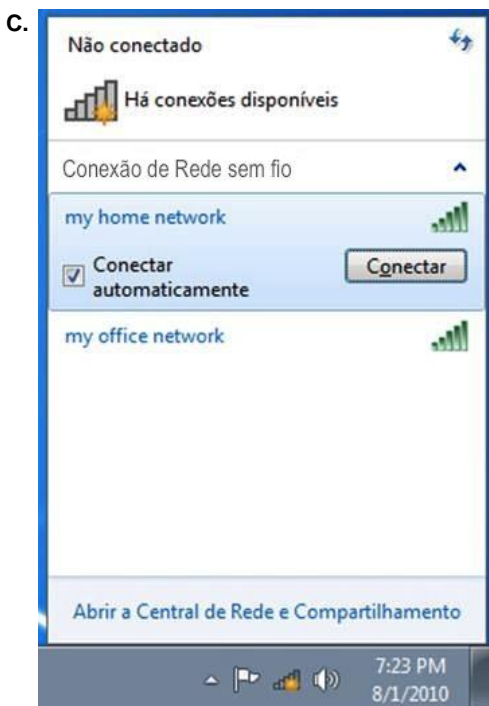 C.
Não conectado
Há conexões disponíveis
Conexão de Rede sem fio
my home network
Conectar
automaticamente
Conectar
my office network
Abrir a Central de Rede e Compartilhamento
7:23 PM
8/1/2010